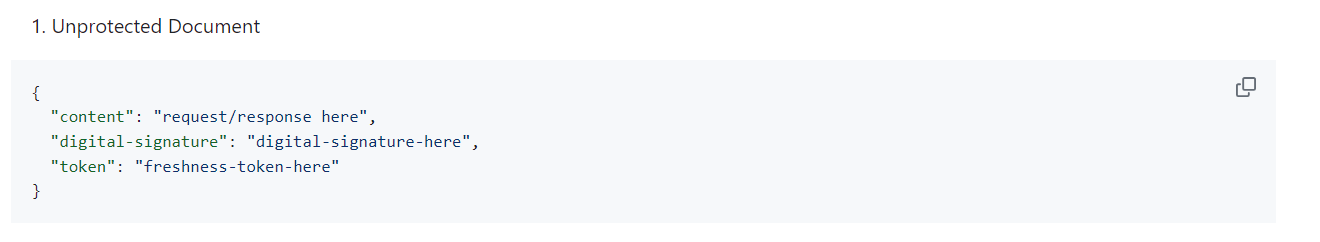 1. Unprotected Document
{
"content": "request/response here",
"digital-signature": "digital-signature-here",
"token": "freshness-token-here"
}